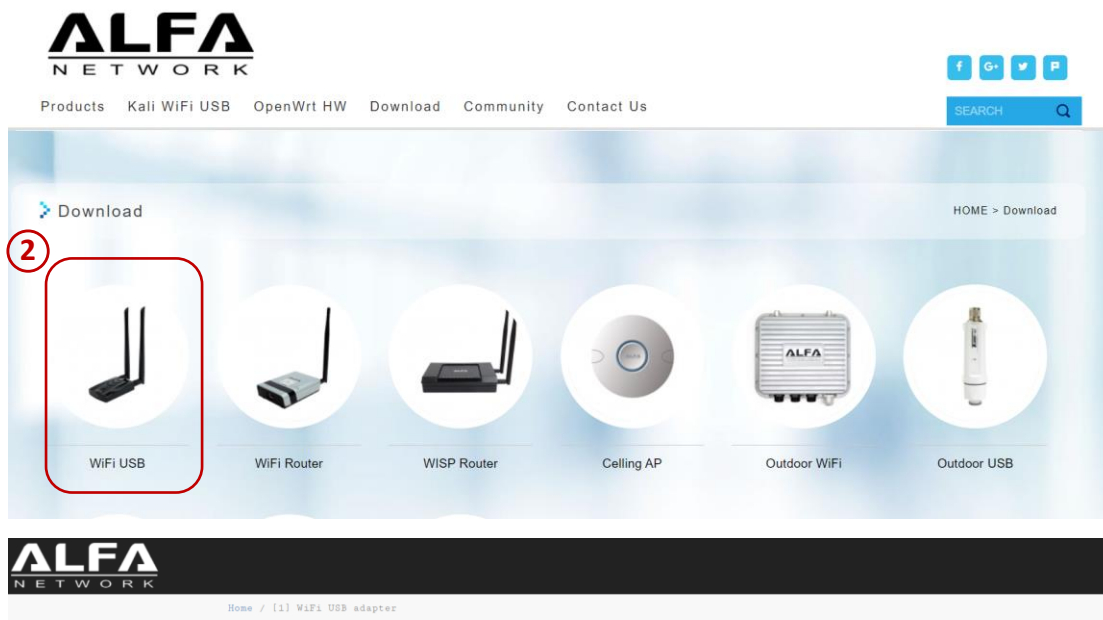 ALFA
NETWORK
Products Kali WiFi USB OpenWrt HW Download Community Contact Us
SEARCH
Download
HOME > Download
2
ALFA
WiFi USB WiFi Router WISP Router Celling AP Outdoor WiFi Outdoor USB
ALFA
NETWORK
Home / [1] WiFi USB adapter